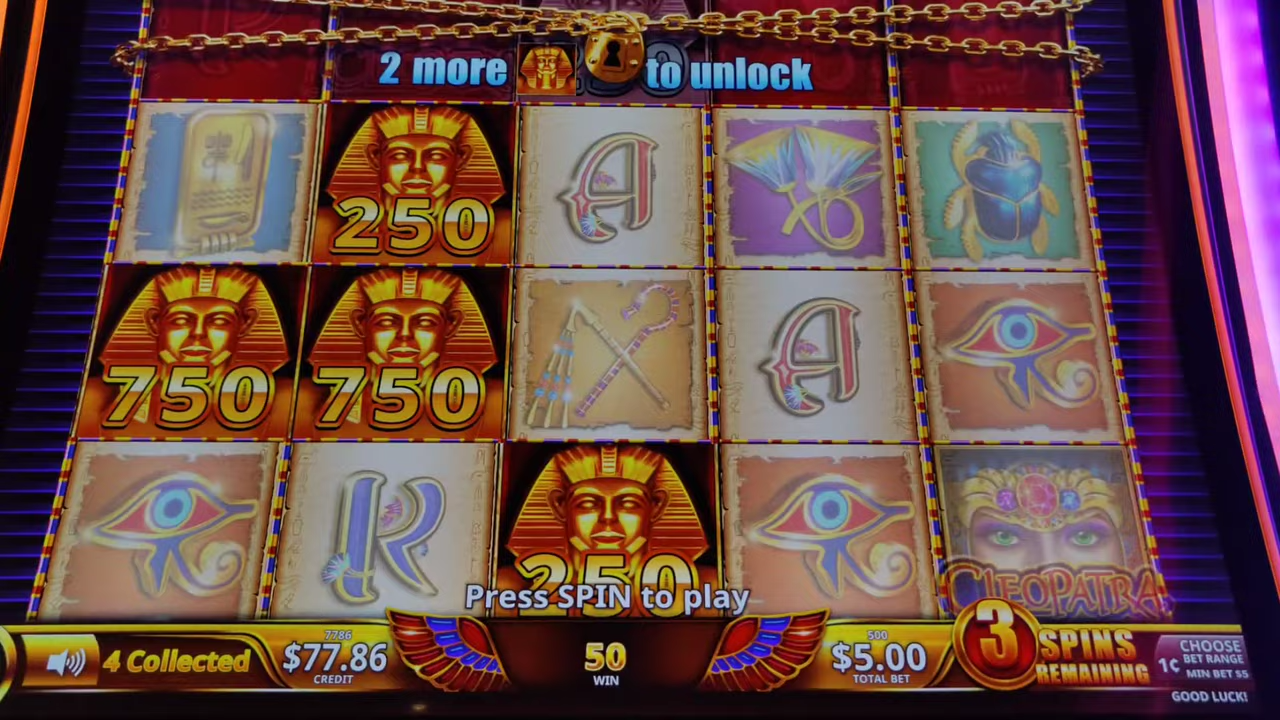 2 more to unlock
250
A
750
750
A
K
250
CLEOPATRA
Press SPIN to play
4 Collected
7786
$77.86
CREDIT
50
WIN
500
$5.00
TOTAL BET
3 SPINS
REMAINING
1¢
CHOOSE
BET RANGE
MIN BET $5
GOOD LUCK!